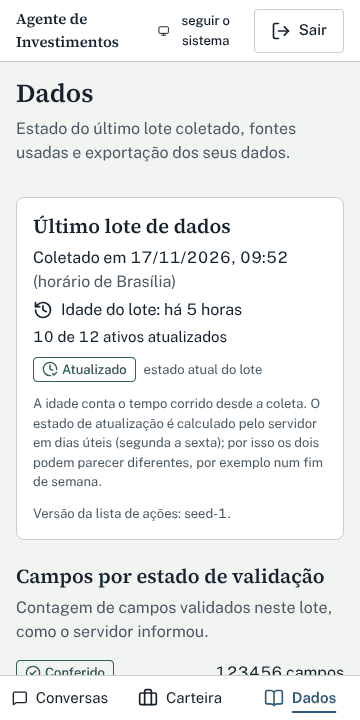 Agente de
Investimentos
seguir o
sistema
Sair
Dados
Estado do último lote coletado, fontes
usadas e exportação dos seus dados.
Último lote de dados
Coletado em 17/11/2026, 09:52
(horário de Brasília)
Idade do lote: há 5 horas
10 de 12 ativos atualizados
Atualizado estado atual do lote
A idade conta o tempo corrido desde a coleta. O
estado de atualização é calculado pelo servidor
em dias úteis (segunda a sexta); por isso os dois
podem parecer diferentes, por exemplo num fim
de semana.
Versão da lista de ações: seed-1.
Campos por estado de validação
Contagem de campos validados neste lote,
como o servidor informou.
Conferido 123456 campos
Conversas Carteira Dados